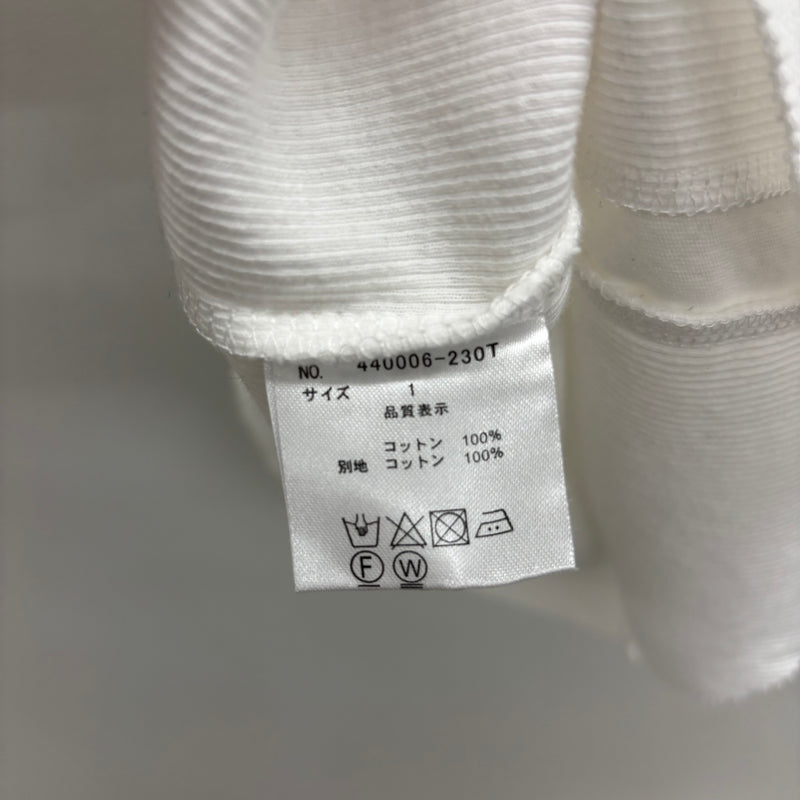 NO. 440006-230T
サイズ 1
品質表示
コットン 100%
別地 コットン 100%
F W